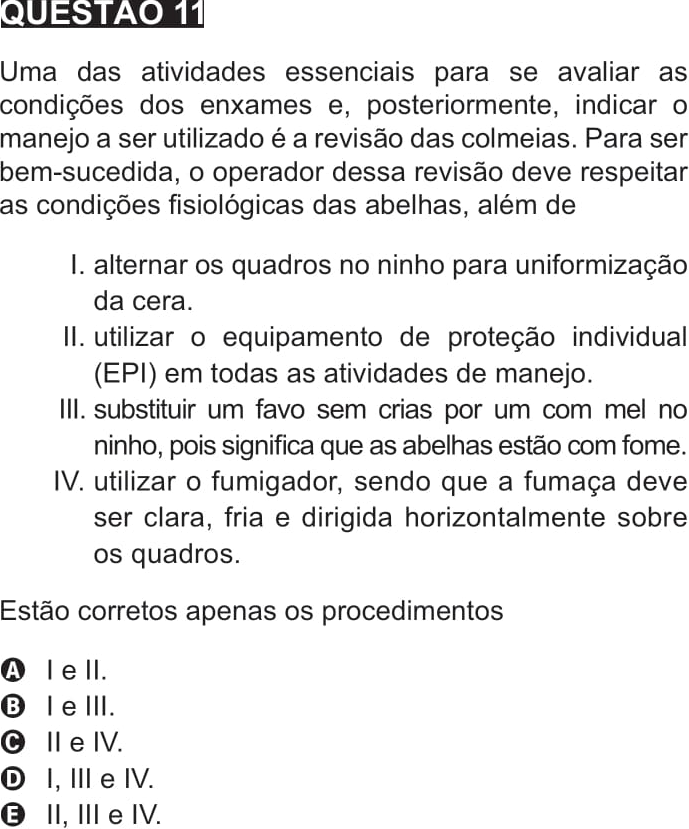 QUESTÃO 11
Uma das atividades essenciais para se avaliar as
condições dos enxames e, posteriormente, indicar o
manejo a ser utilizado é a revisão das colmeias. Para ser
bem-sucedida, o operador dessa revisão deve respeitar
as condições fisiológicas das abelhas, além de
I. alternar os quadros no ninho para uniformização
da cera.
II. utilizar o equipamento de proteção individual
(EPI) em todas as atividades de manejo.
III. substituir um favo sem crias por um com mel no
ninho, pois significa que as abelhas estão com fome.
IV. utilizar o fumigador, sendo que a fumaça deve
ser clara, fria e dirigida horizontalmente sobre
os quadros.
Estão corretos apenas os procedimentos
A I e II.
B I e III.
C II e IV.
D I, III e IV.
E II, III e IV.